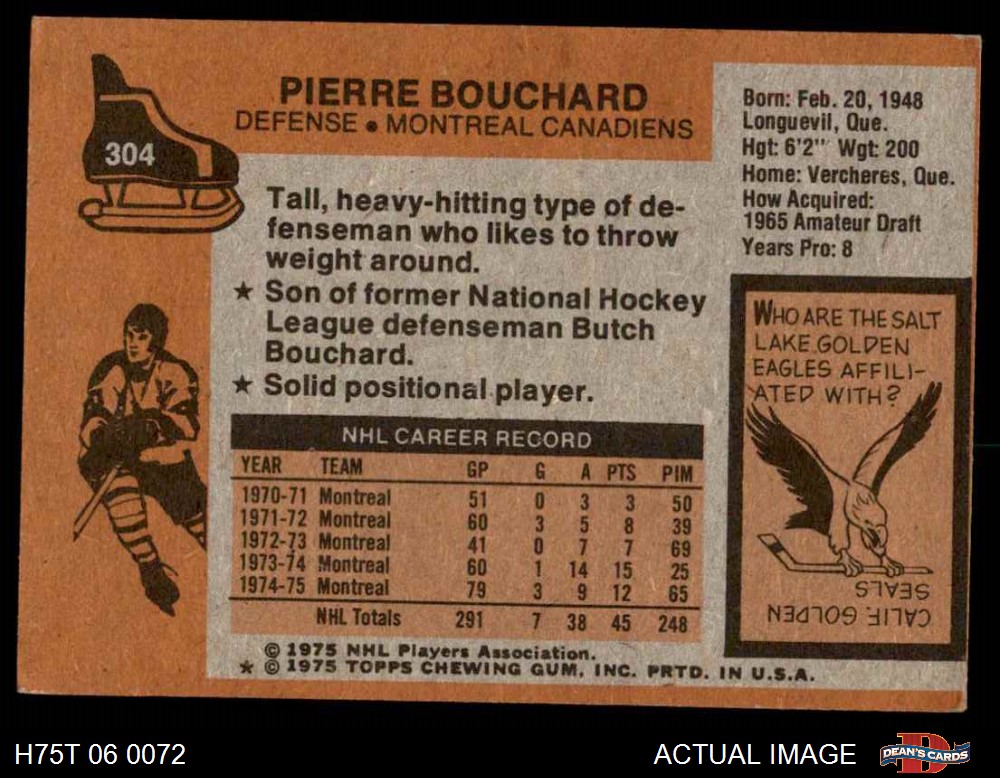 304
PIERRE BOUCHARD
DEFENSE ● MONTREAL CANADIENS
Tall, heavy-hitting type of de-
fenseman who likes to throw
weight around.
★ Son of former National Hockey
League defenseman Butch
Bouchard.
★ Solid positional player.
Born: Feb. 20, 1948
Longuevil, Que.
Hgt: 6'2" Wgt: 200
Home: Vercheres, Que.
How Acquired:
1965 Amateur Draft
Years Pro: 8
WHO ARE THE SALT
LAKE GOLDEN
EAGLES AFFILI-
ATED WITH?
CALIF. GOLDEN
SEALS
NHL CAREER RECORD
YEAR TEAM GP G A PTS PIM
1970-71 Montreal 51 0 3 3 50
1971-72 Montreal 60 3 5 8 39
1972-73 Montreal 41 0 7 7 69
1973-74 Montreal 60 1 14 15 25
1974-75 Montreal 79 3 9 12 65
NHL Totals 291 7 38 45 248
© 1975 NHL Players Association.
★ © 1975 TOPPS CHEWING GUM, INC. PRTD. IN U.S.A.
H75T 06 0072
ACTUAL IMAGE
D
DEAN'S CARDS